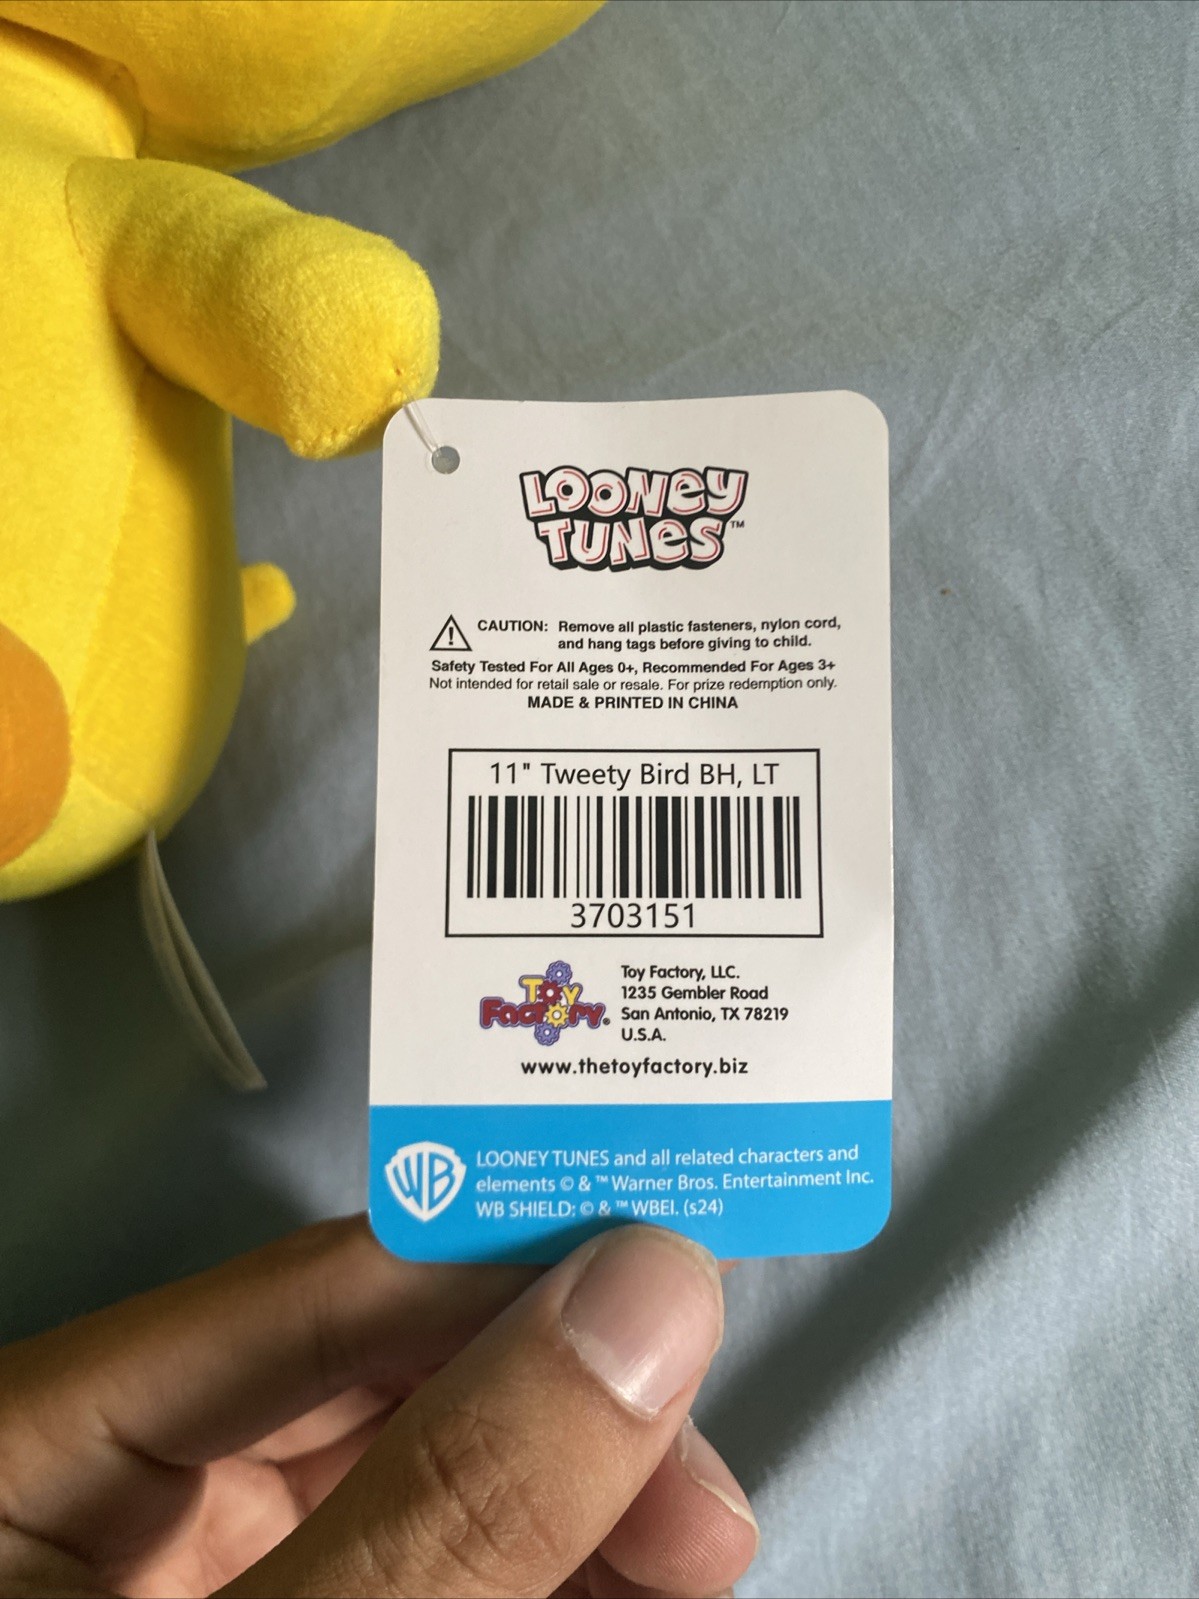 LOONEY
TUNES™
CAUTION: Remove all plastic fasteners, nylon cord,
and hang tags before giving to child.
Safety Tested For All Ages 0+, Recommended For Ages 3+
Not intended for retail sale or resale. For prize redemption only.
MADE & PRINTED IN CHINA
11" Tweety Bird BH, LT
3703151
TOY
FACTORY®
Toy Factory, LLC.
1235 Gembler Road
San Antonio, TX 78219
U.S.A.
www.thetoyfactory.biz
WB
LOONEY TUNES and all related characters and
elements © & ™ Warner Bros. Entertainment Inc.
WB SHIELD: © & ™ WBEI. (s24)